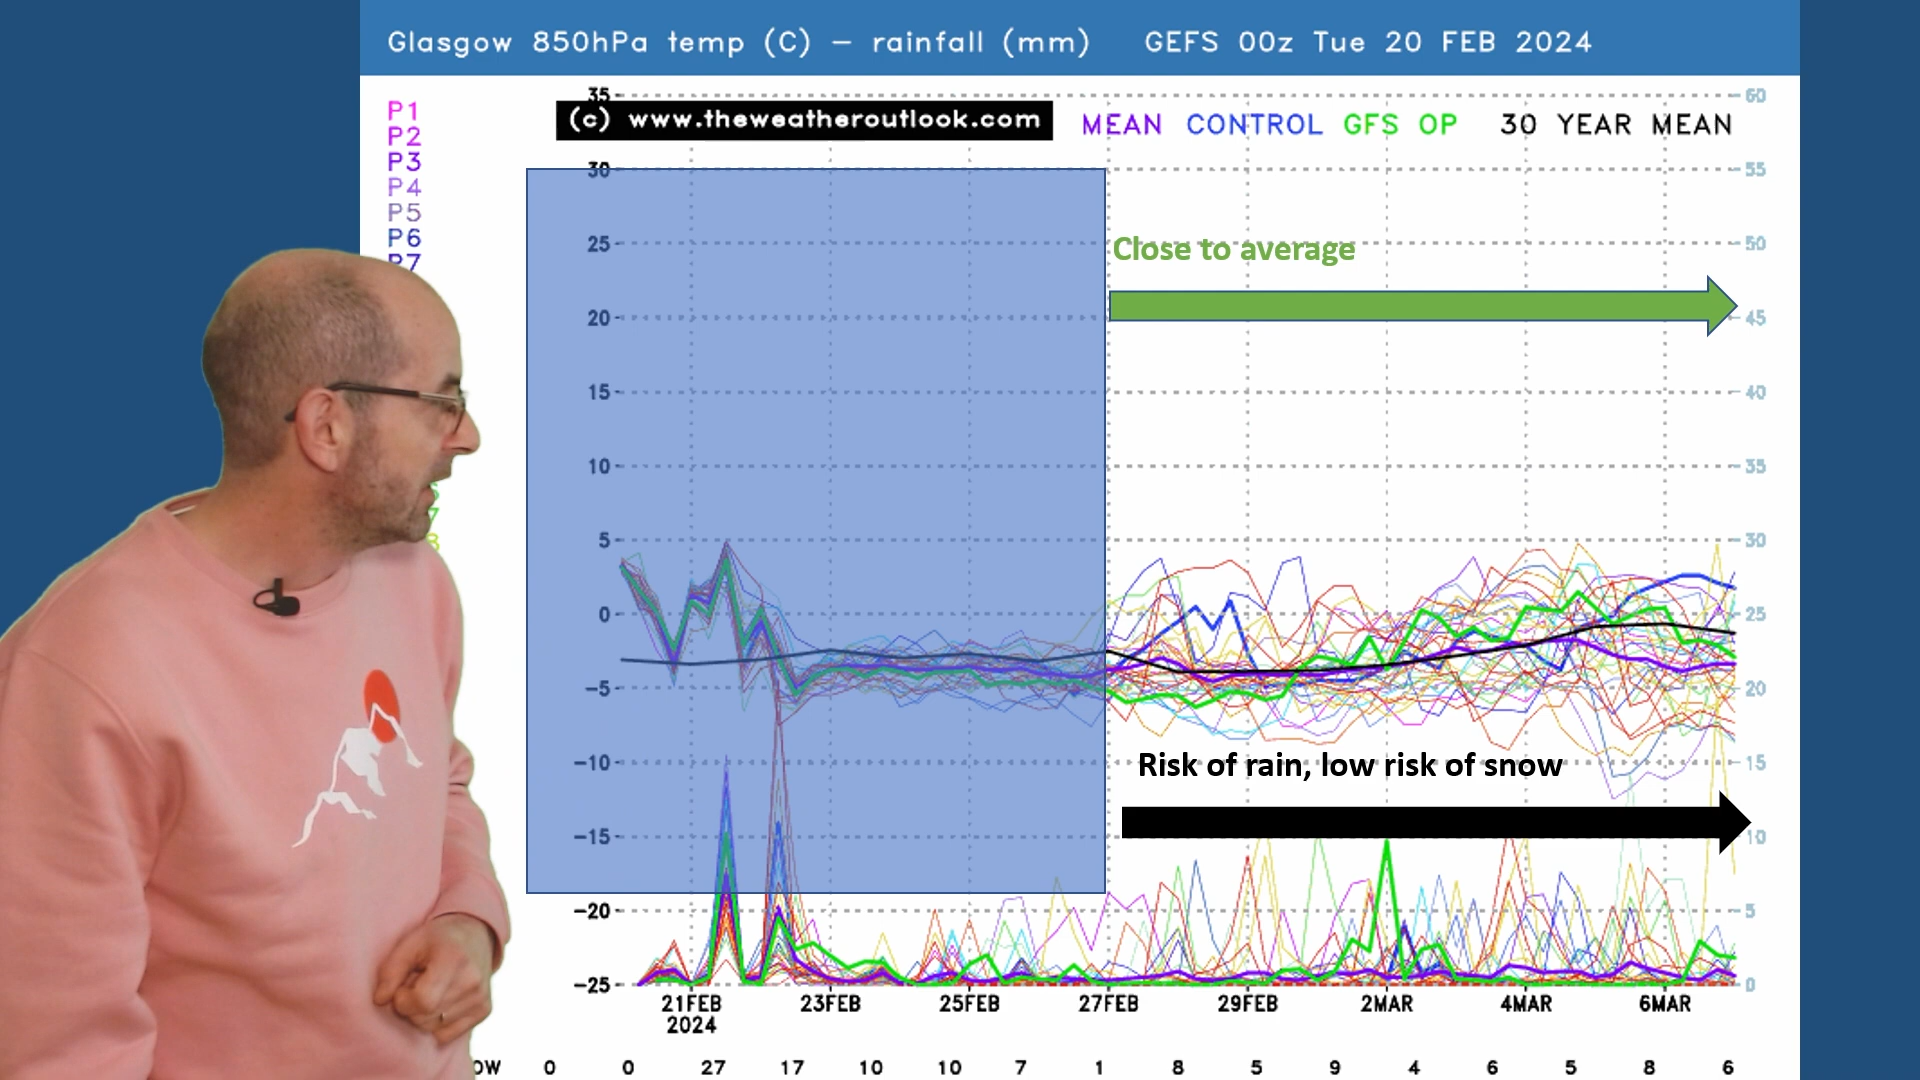 Glasgow 850hPa temp (C) – rainfall (mm) GEFS 00z Tue 20 FEB 2024
(c) www.theweatheroutlook.com MEAN CONTROL GFS OP 30 YEAR MEAN
P1
P2
P3
P4
P5
P6
P7
35
30
25
20
15
10
5
0
−5
−10
−15
−20
−25
60
55
50
45
40
35
30
25
20
15
10
5
0
Close to average
Risk of rain, low risk of snow
21FEB 23FEB 25FEB 27FEB 29FEB 2MAR 4MAR 6MAR
2024
0 0 27 17 10 10 7 1 8 5 9 4 6 5 8 6